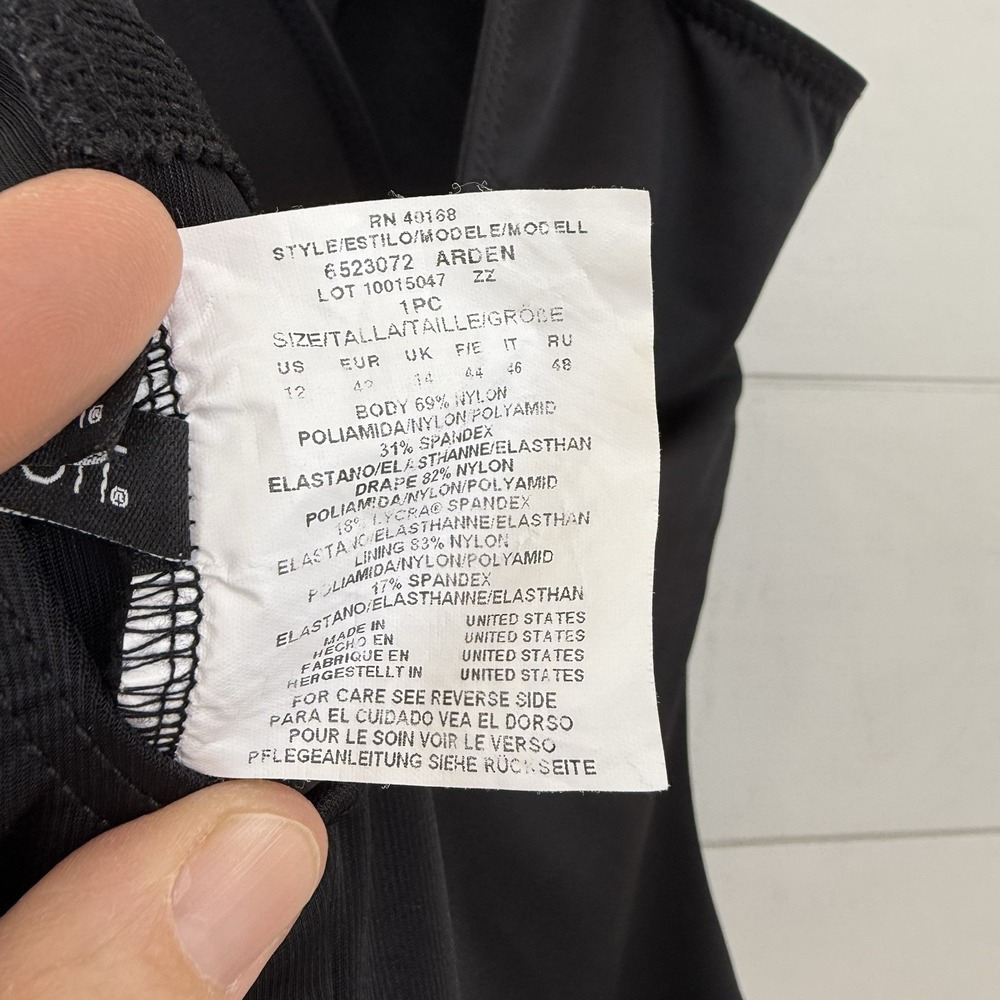 RN 40168
STYLE/ESTILO/MODELE/MODELL
6523072 ARDEN
LOT 10015047 ZZ
1PC
SIZE/TALLA/TAILLE/GRÖßE
US EUR UK F/E IT RU
12 42 14 44 46 48
BODY 69% NYLON
POLIAMIDA/NYLON/POLYAMID
31% SPANDEX
ELASTANO/ELASTHANNE/ELASTHAN
DRAPE 82% NYLON
POLIAMIDA/NYLON/POLYAMID
18% LYCRA® SPANDEX
ELASTANO/ELASTHANNE/ELASTHAN
LINING 83% NYLON
POLIAMIDA/NYLON/POLYAMID
17% SPANDEX
ELASTANO/ELASTHANNE/ELASTHAN
MADE IN UNITED STATES
HECHO EN UNITED STATES
FABRIQUE EN UNITED STATES
HERGESTELLT IN UNITED STATES
FOR CARE SEE REVERSE SIDE
PARA EL CUIDADO VEA EL DORSO
POUR LE SOIN VOIR LE VERSO
PFLEGEANLEITUNG SIEHE RÜCKSEITE